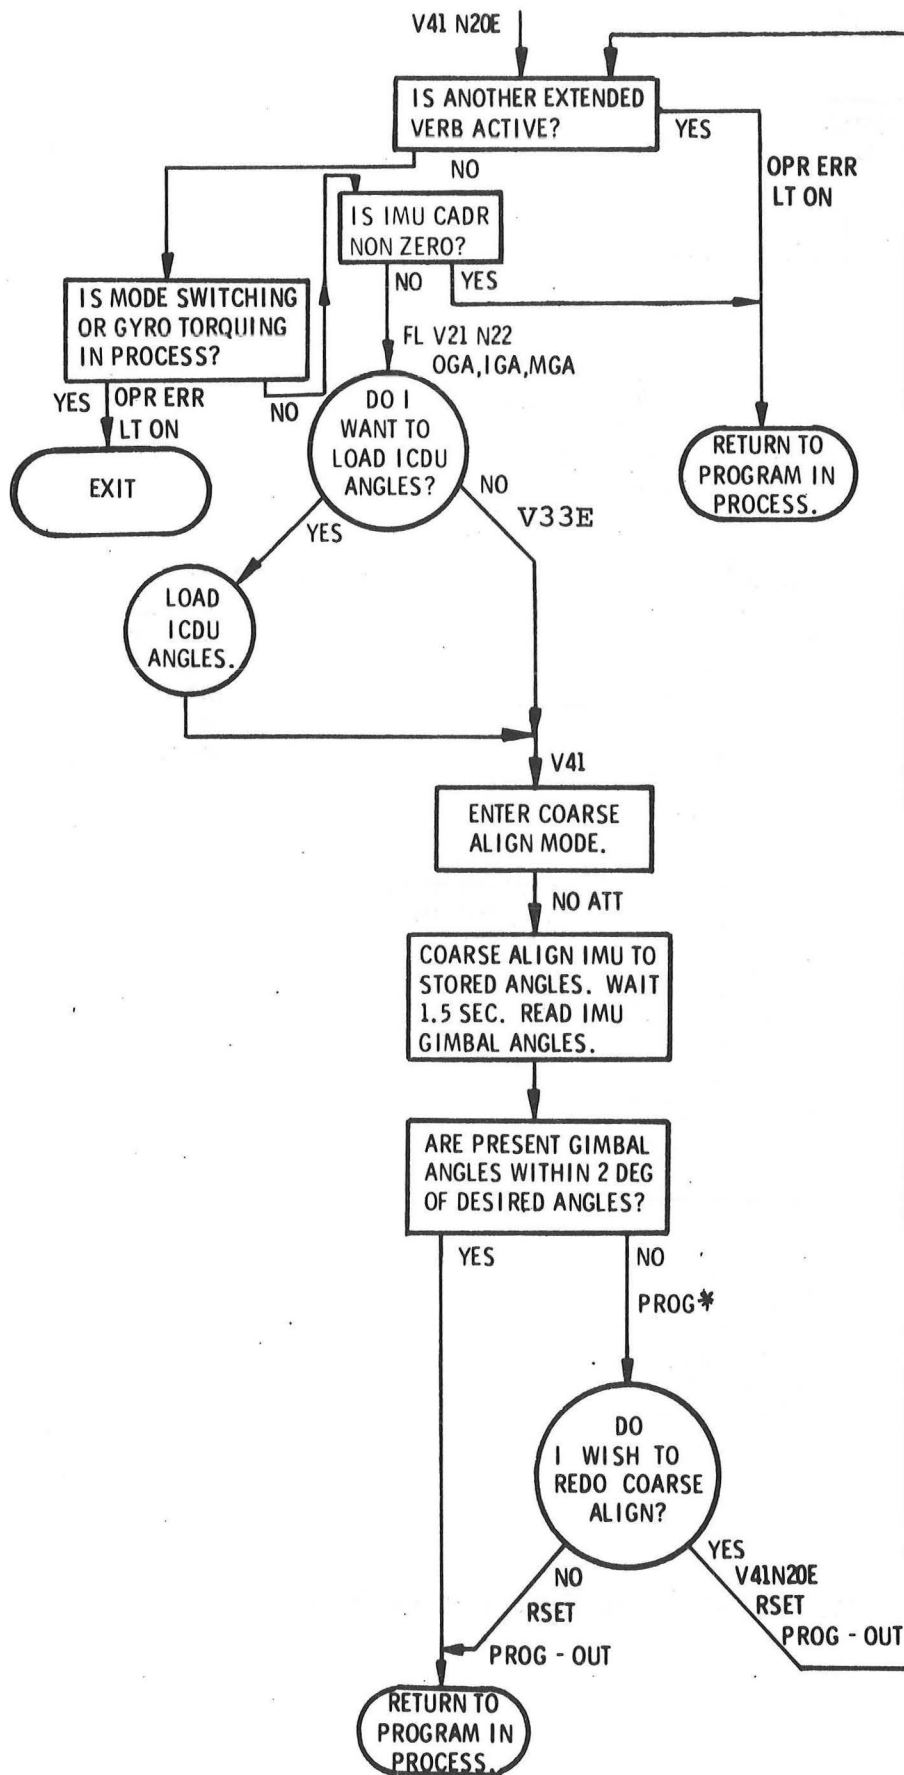 V41 N20E
IS ANOTHER EXTENDED
VERB ACTIVE?
YES
NO
OPR ERR
LT ON
IS IMU CADR
NON ZERO?
NO
YES
IS MODE SWITCHING
OR GYRO TORQUING
IN PROCESS?
YES
OPR ERR
LT ON
NO
EXIT
FL V21 N22
OGA, IGA, MGA
DO I
WANT TO
LOAD ICDU
ANGLES?
NO
V33E
YES
RETURN TO
PROGRAM IN
PROCESS.
LOAD
ICDU
ANGLES.
V41
ENTER COARSE
ALIGN MODE.
NO ATT
COARSE ALIGN IMU TO
STORED ANGLES. WAIT
1.5 SEC. READ IMU
GIMBAL ANGLES.
ARE PRESENT GIMBAL
ANGLES WITHIN 2 DEG
OF DESIRED ANGLES?
YES
NO
PROG*
DO
I WISH TO
REDO COARSE
ALIGN?
NO
RSET
PROG - OUT
YES
V41N20E
RSET
PROG - OUT
RETURN TO
PROGRAM IN
PROCESS.